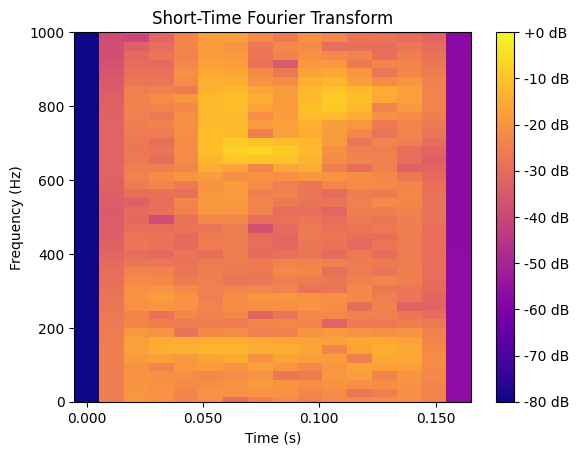 Short-Time Fourier Transform
Frequency (Hz)
1000
800
600
400
200
0
0.000
0.050
0.100
0.150
Time (s)
+0 dB
-10 dB
-20 dB
-30 dB
-40 dB
-50 dB
-60 dB
-70 dB
-80 dB